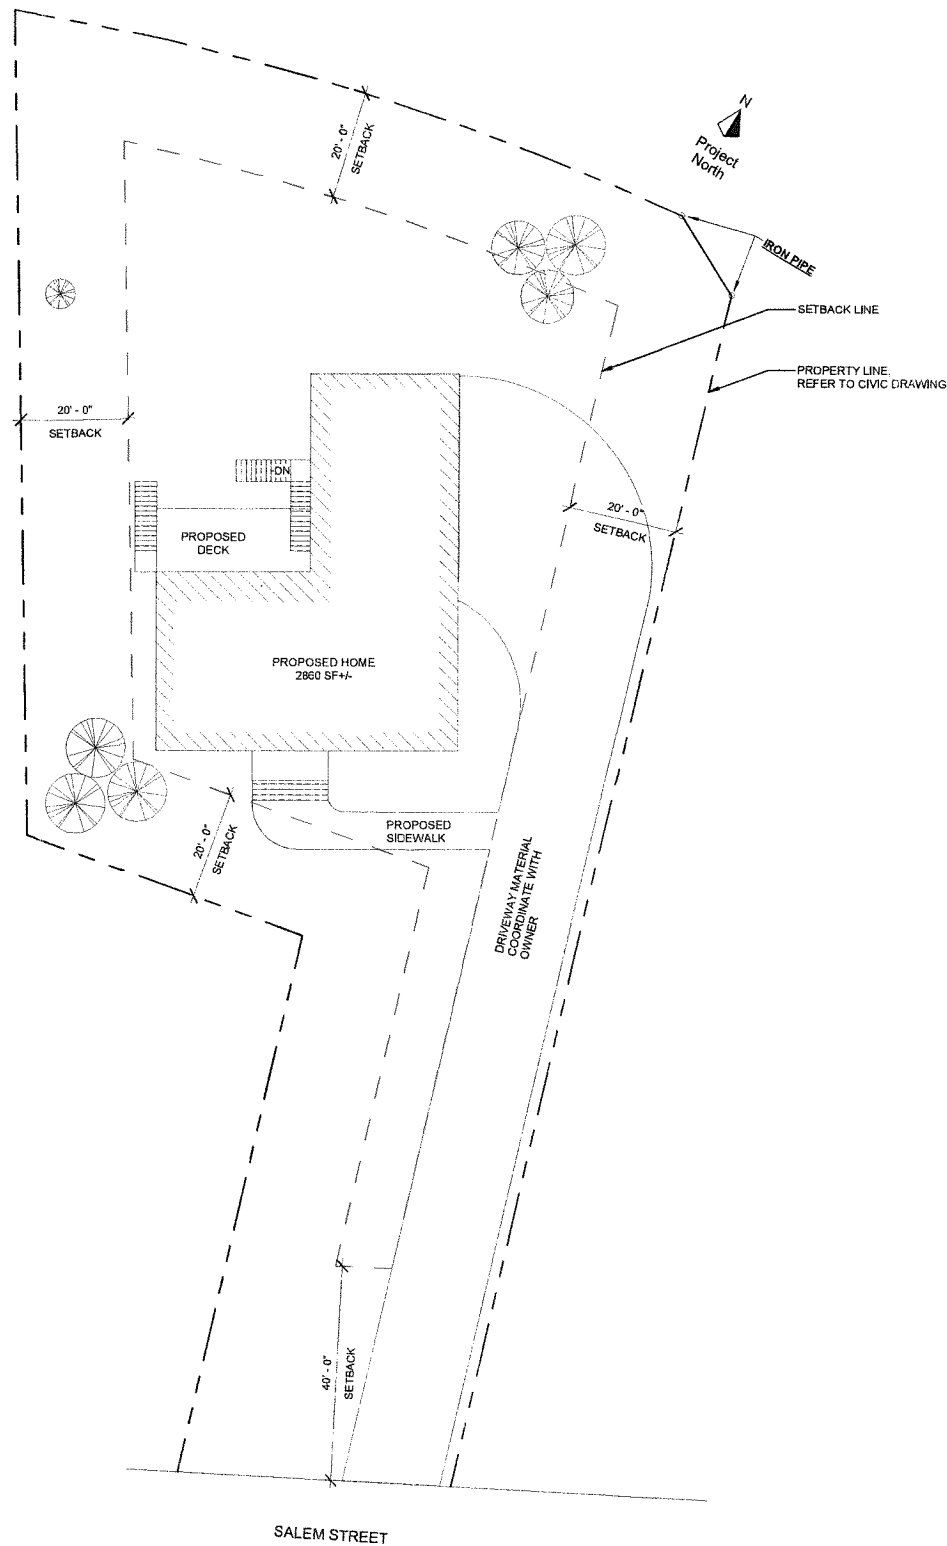 20' - 0"
SETBACK
N
Project
North
IRON PIPE
SETBACK LINE
PROPERTY LINE,
REFER TO CIVIC DRAWING
20' - 0"
SETBACK
DN
20' - 0"
SETBACK
PROPOSED
DECK
PROPOSED HOME
2860 SF+/-
20' - 0"
SETBACK
PROPOSED
SIDEWALK
DRIVEWAY MATERIAL
COORDINATE WITH
OWNER
40' - 0"
SETBACK
SALEM STREET